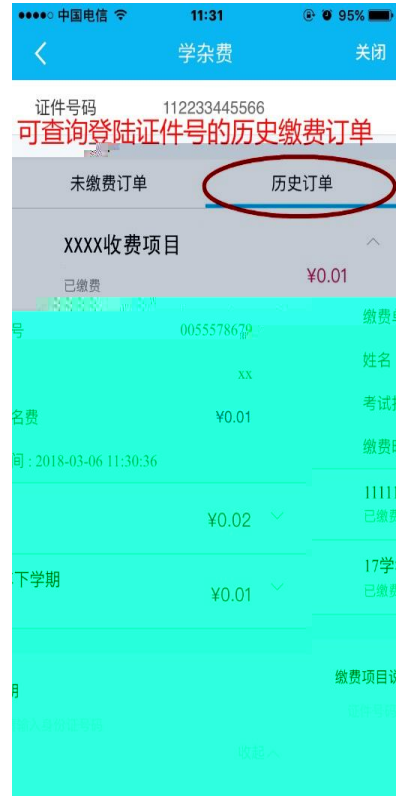 中国电信 11:31 95%
学杂费 关闭
证件号码 112233445566
可查询登陆证件号的历史缴费订单
未缴费订单 历史订单
XXXX收费项目
¥0.01
已缴费
号 0055578679 缴费
xx 姓名
名费 ¥0.01 考试
间 : 2018-03-06 11:30:36 缴费
11111
¥0.02 已缴费
下学期 17学
¥0.01 已缴费
期 缴费项目说
收起